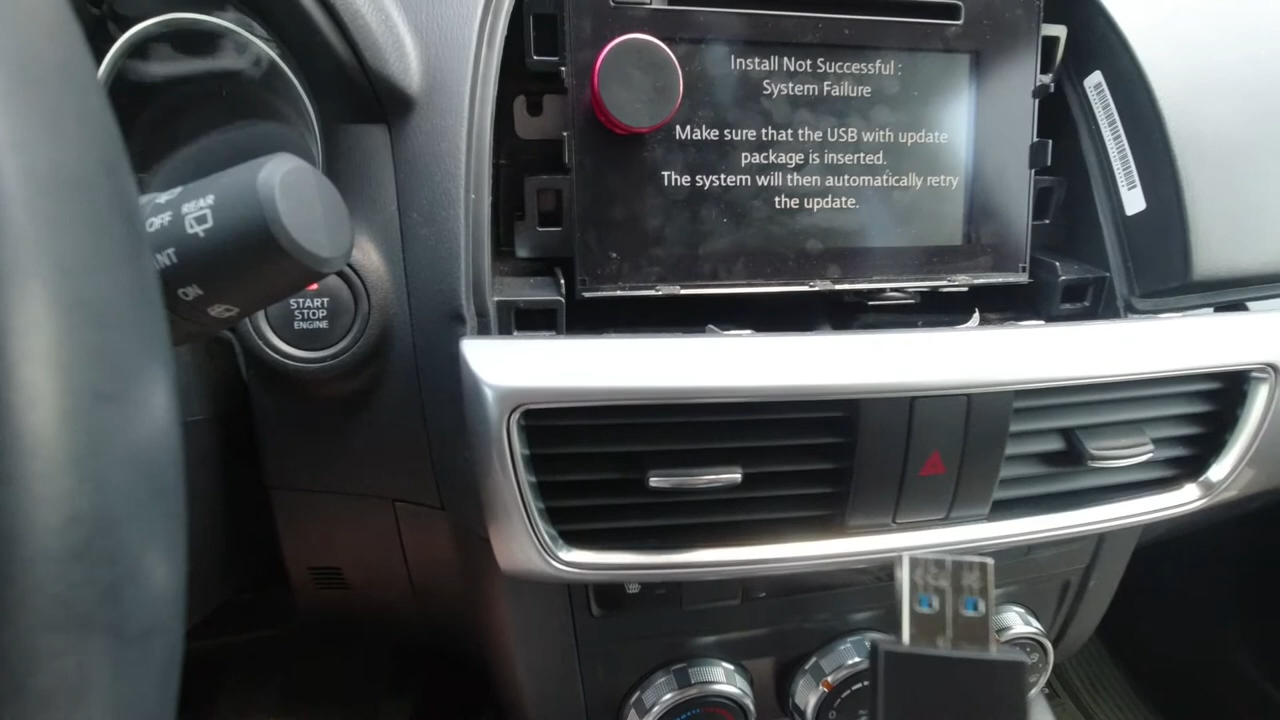 Install Not Successful :
System Failure
Make sure that the USB with update
package is inserted.
The system will then automatically retry
the update.
OFF
REAR
ON
START
STOP
ENGINE